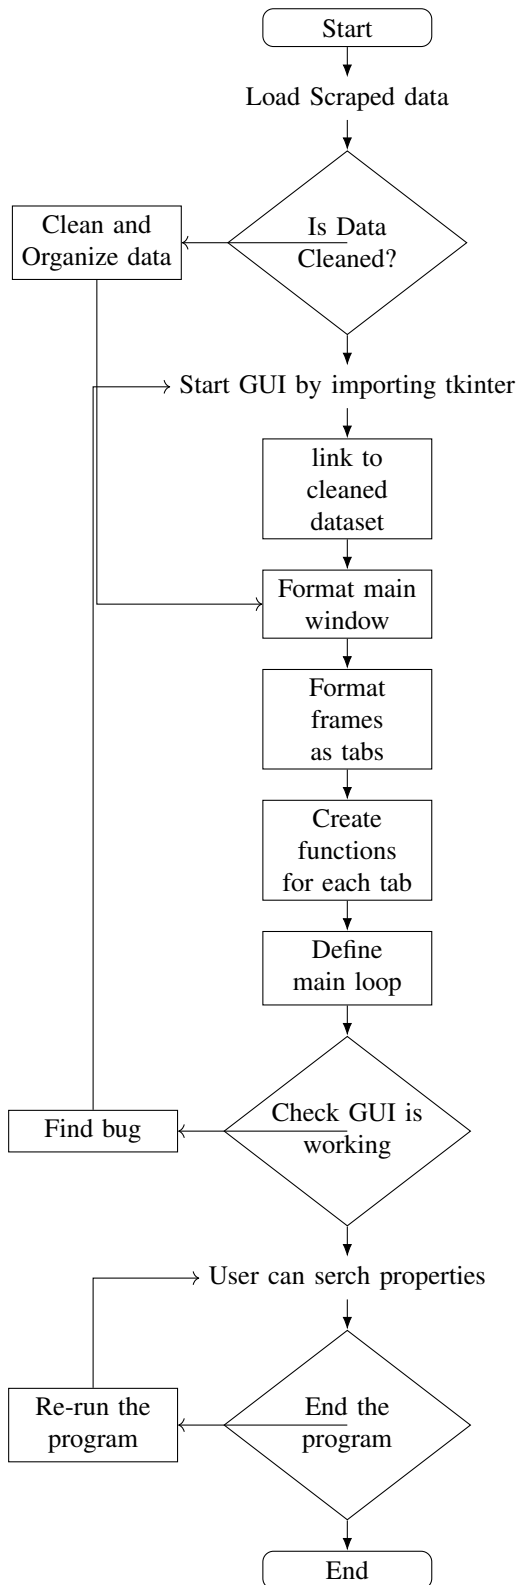 Start
Load Scraped data
Is Data
Cleaned?
Clean and
Organize data
Start GUI by importing tkinter
link to
cleaned
dataset
Format main
window
Format
frames
as tabs
Create
functions
for each tab
Define
main loop
Check GUI is
working
Find bug
User can serch properties
End the
program
Re-run the
program
End